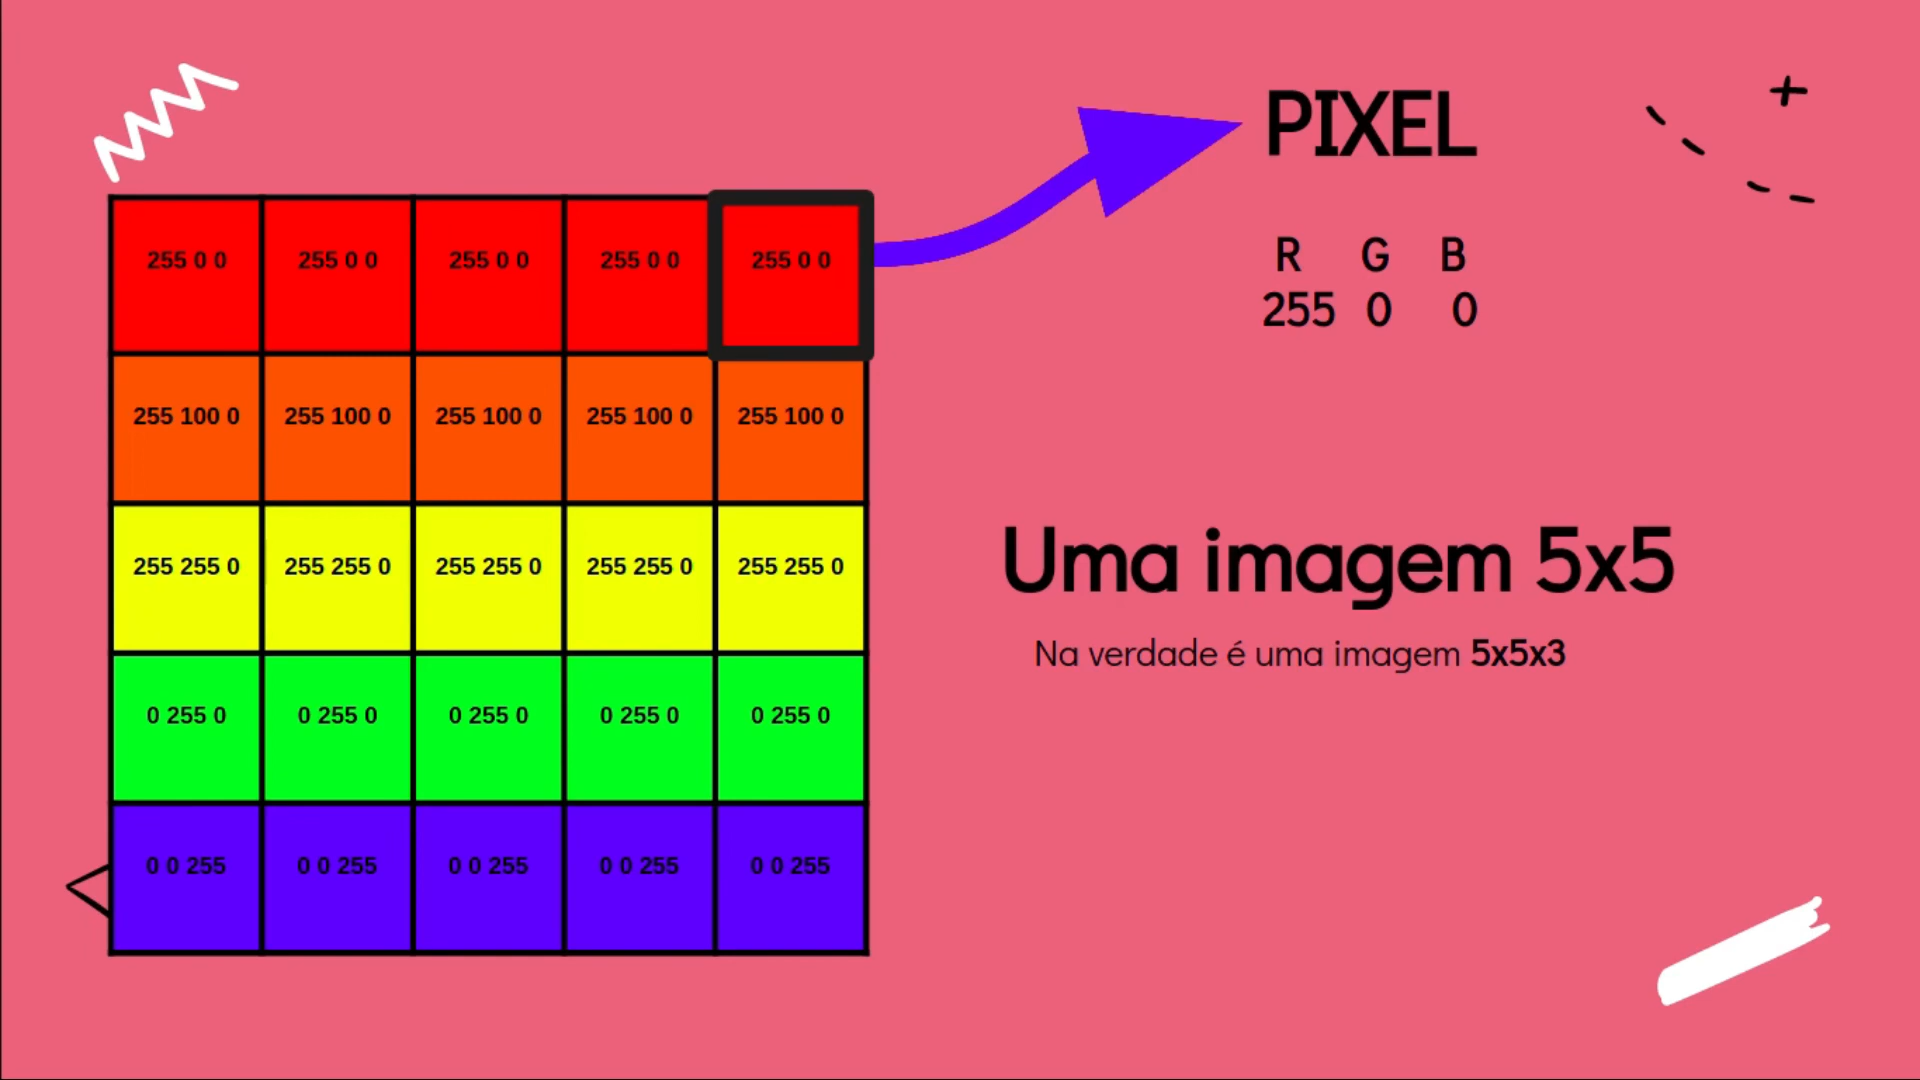 PIXEL
R G B
255 0 0
255 0 0 255 0 0 255 0 0 255 0 0 255 0 0
255 100 0 255 100 0 255 100 0 255 100 0 255 100 0
255 255 0 255 255 0 255 255 0 255 255 0 255 255 0
0 255 0 0 255 0 0 255 0 0 255 0 0 255 0
0 0 255 0 0 255 0 0 255 0 0 255 0 0 255
Uma imagem 5x5
Na verdade é uma imagem 5x5x3